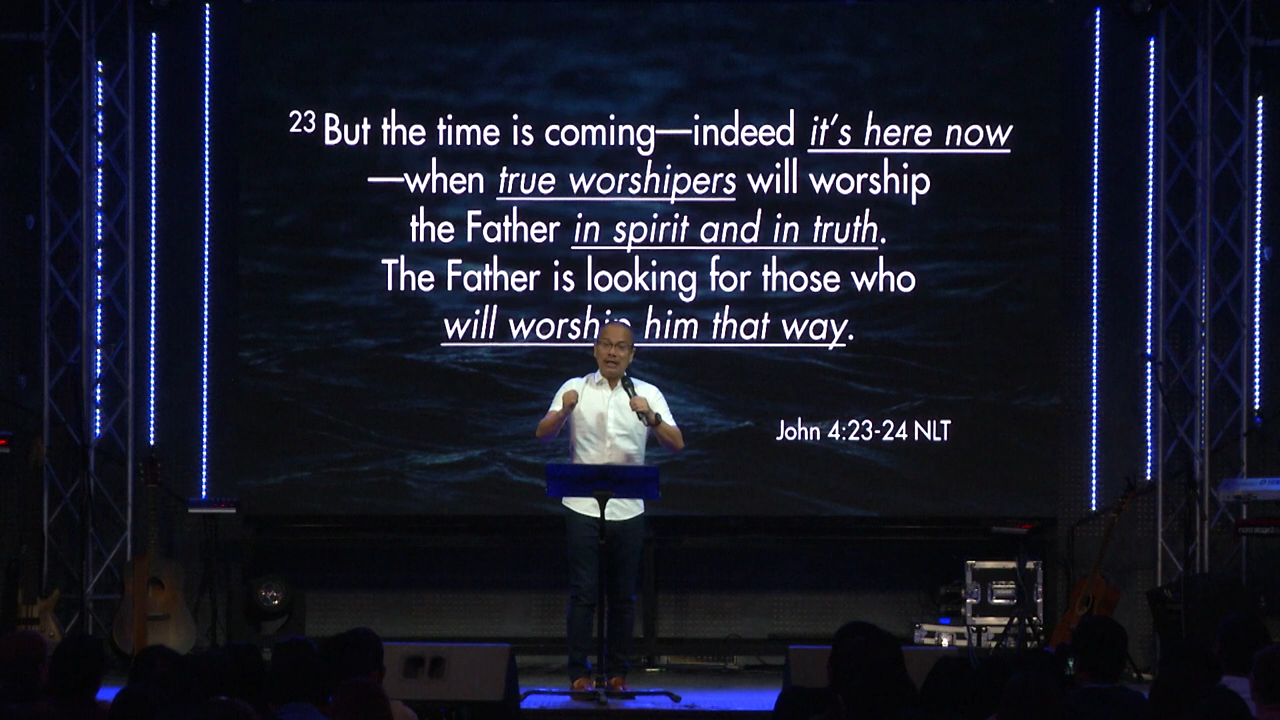 23 But the time is coming—indeed it's here now
—when true worshipers will worship
the Father in spirit and in truth.
The Father is looking for those who
will worship him that way.
John 4:23-24 NLT